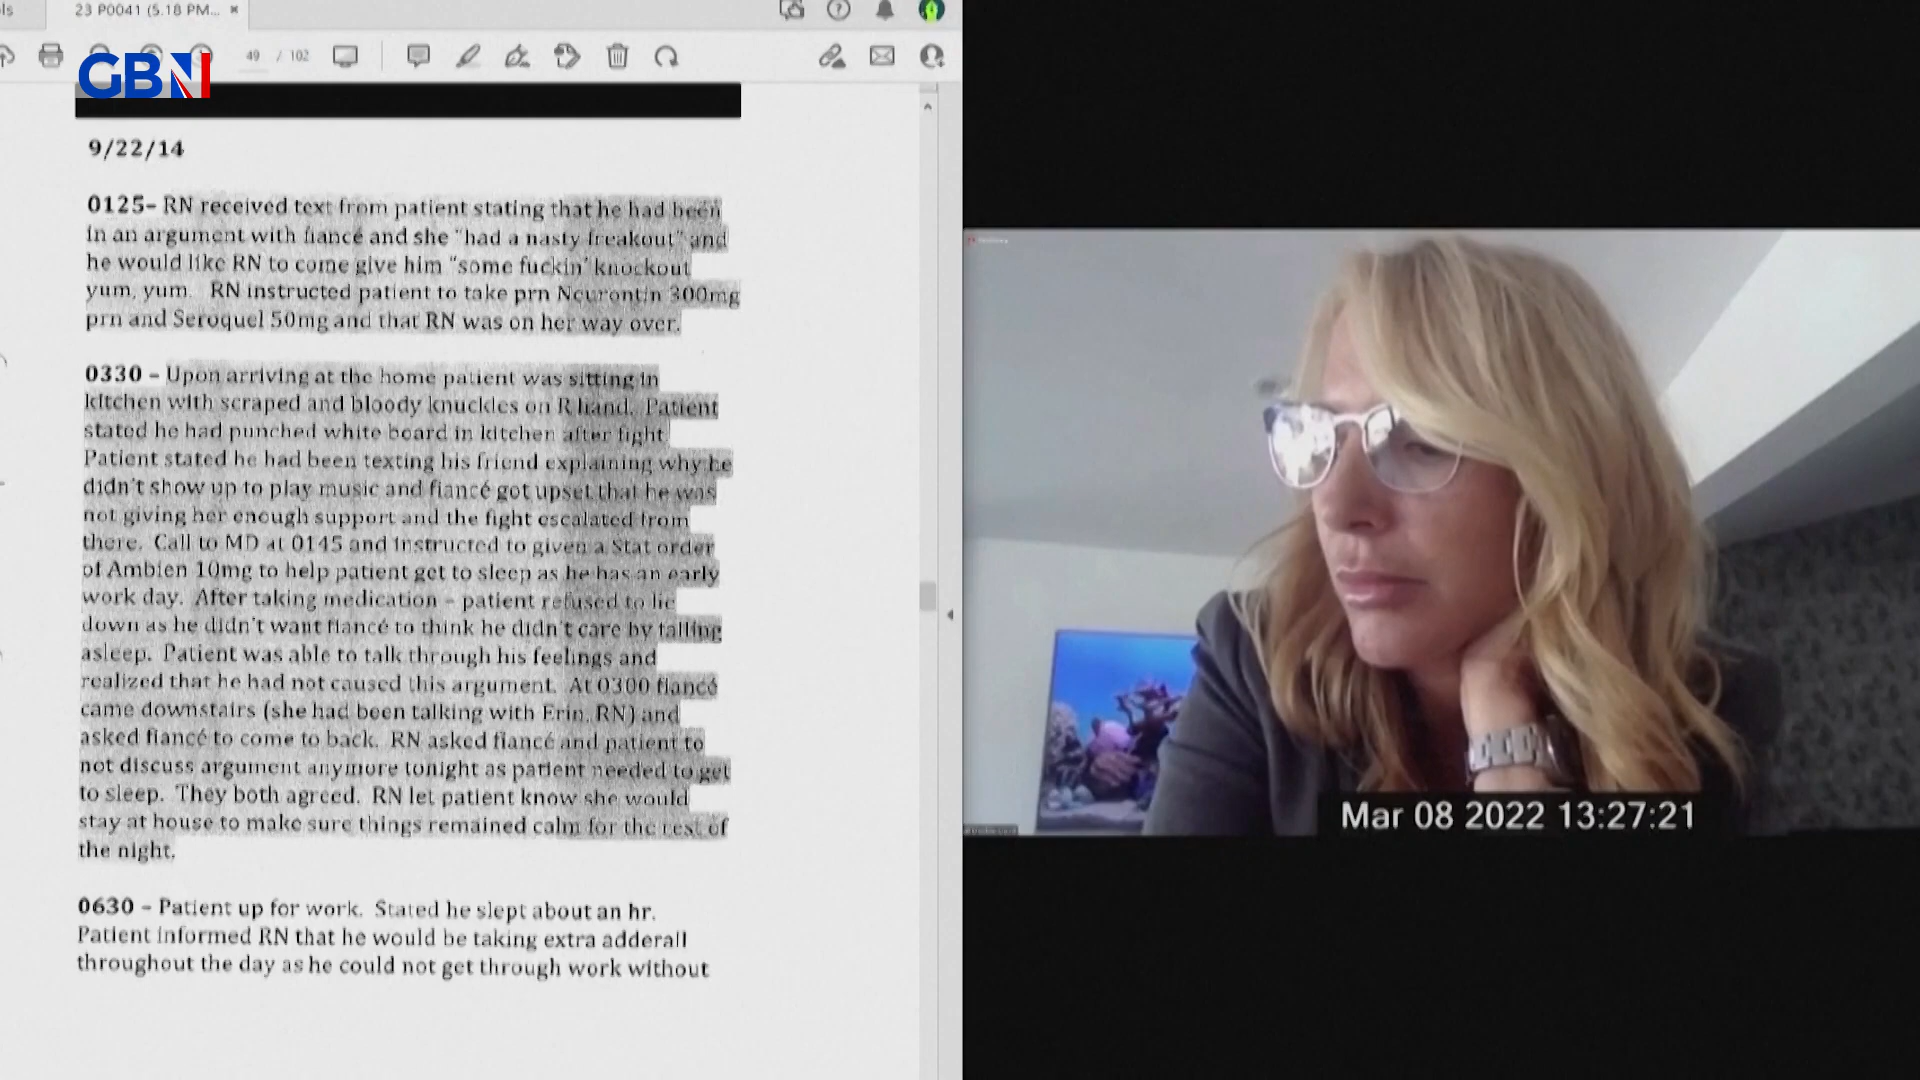 23 P0041 (5.18 PM...
49 / 102
GBN
9/22/14
0125- RN received text from patient stating that he had been
in an argument with fiancé and she "had a nasty freakout" and
he would like RN to come give him "some fuckin' knockout
yum, yum. RN instructed patient to take prn Neurontin 300mg
prn and Seroquel 50mg and that RN was on her way over.
0330 - Upon arriving at the home patient was sitting in
kitchen with scraped and bloody knuckles on R hand. Patient
stated he had punched white board in kitchen after fight.
Patient stated he had been texting his friend explaining why he
didn't show up to play music and fiancé got upset that he was
not giving her enough support and the fight escalated from
there. Call to MD at 0145 and instructed to given a Stat order
of Ambien 10mg to help patient get to sleep as he has an early
work day. After taking medication - patient refused to lie
down as he didn't want fiancé to think he didn't care by falling
asleep. Patient was able to talk through his feelings and
realized that he had not caused this argument. At 0300 fiancé
came downstairs (she had been talking with Erin, RN) and
asked fiancé to come to back. RN asked fiancé and patient to
not discuss argument anymore tonight as patient needed to get
to sleep. They both agreed. RN let patient know she would
stay at house to make sure things remained calm for the rest of
the night.
0630 - Patient up for work. Stated he slept about an hr.
Patient informed RN that he would be taking extra adderall
throughout the day as he could not get through work without
Mar 08 2022 13:27:21